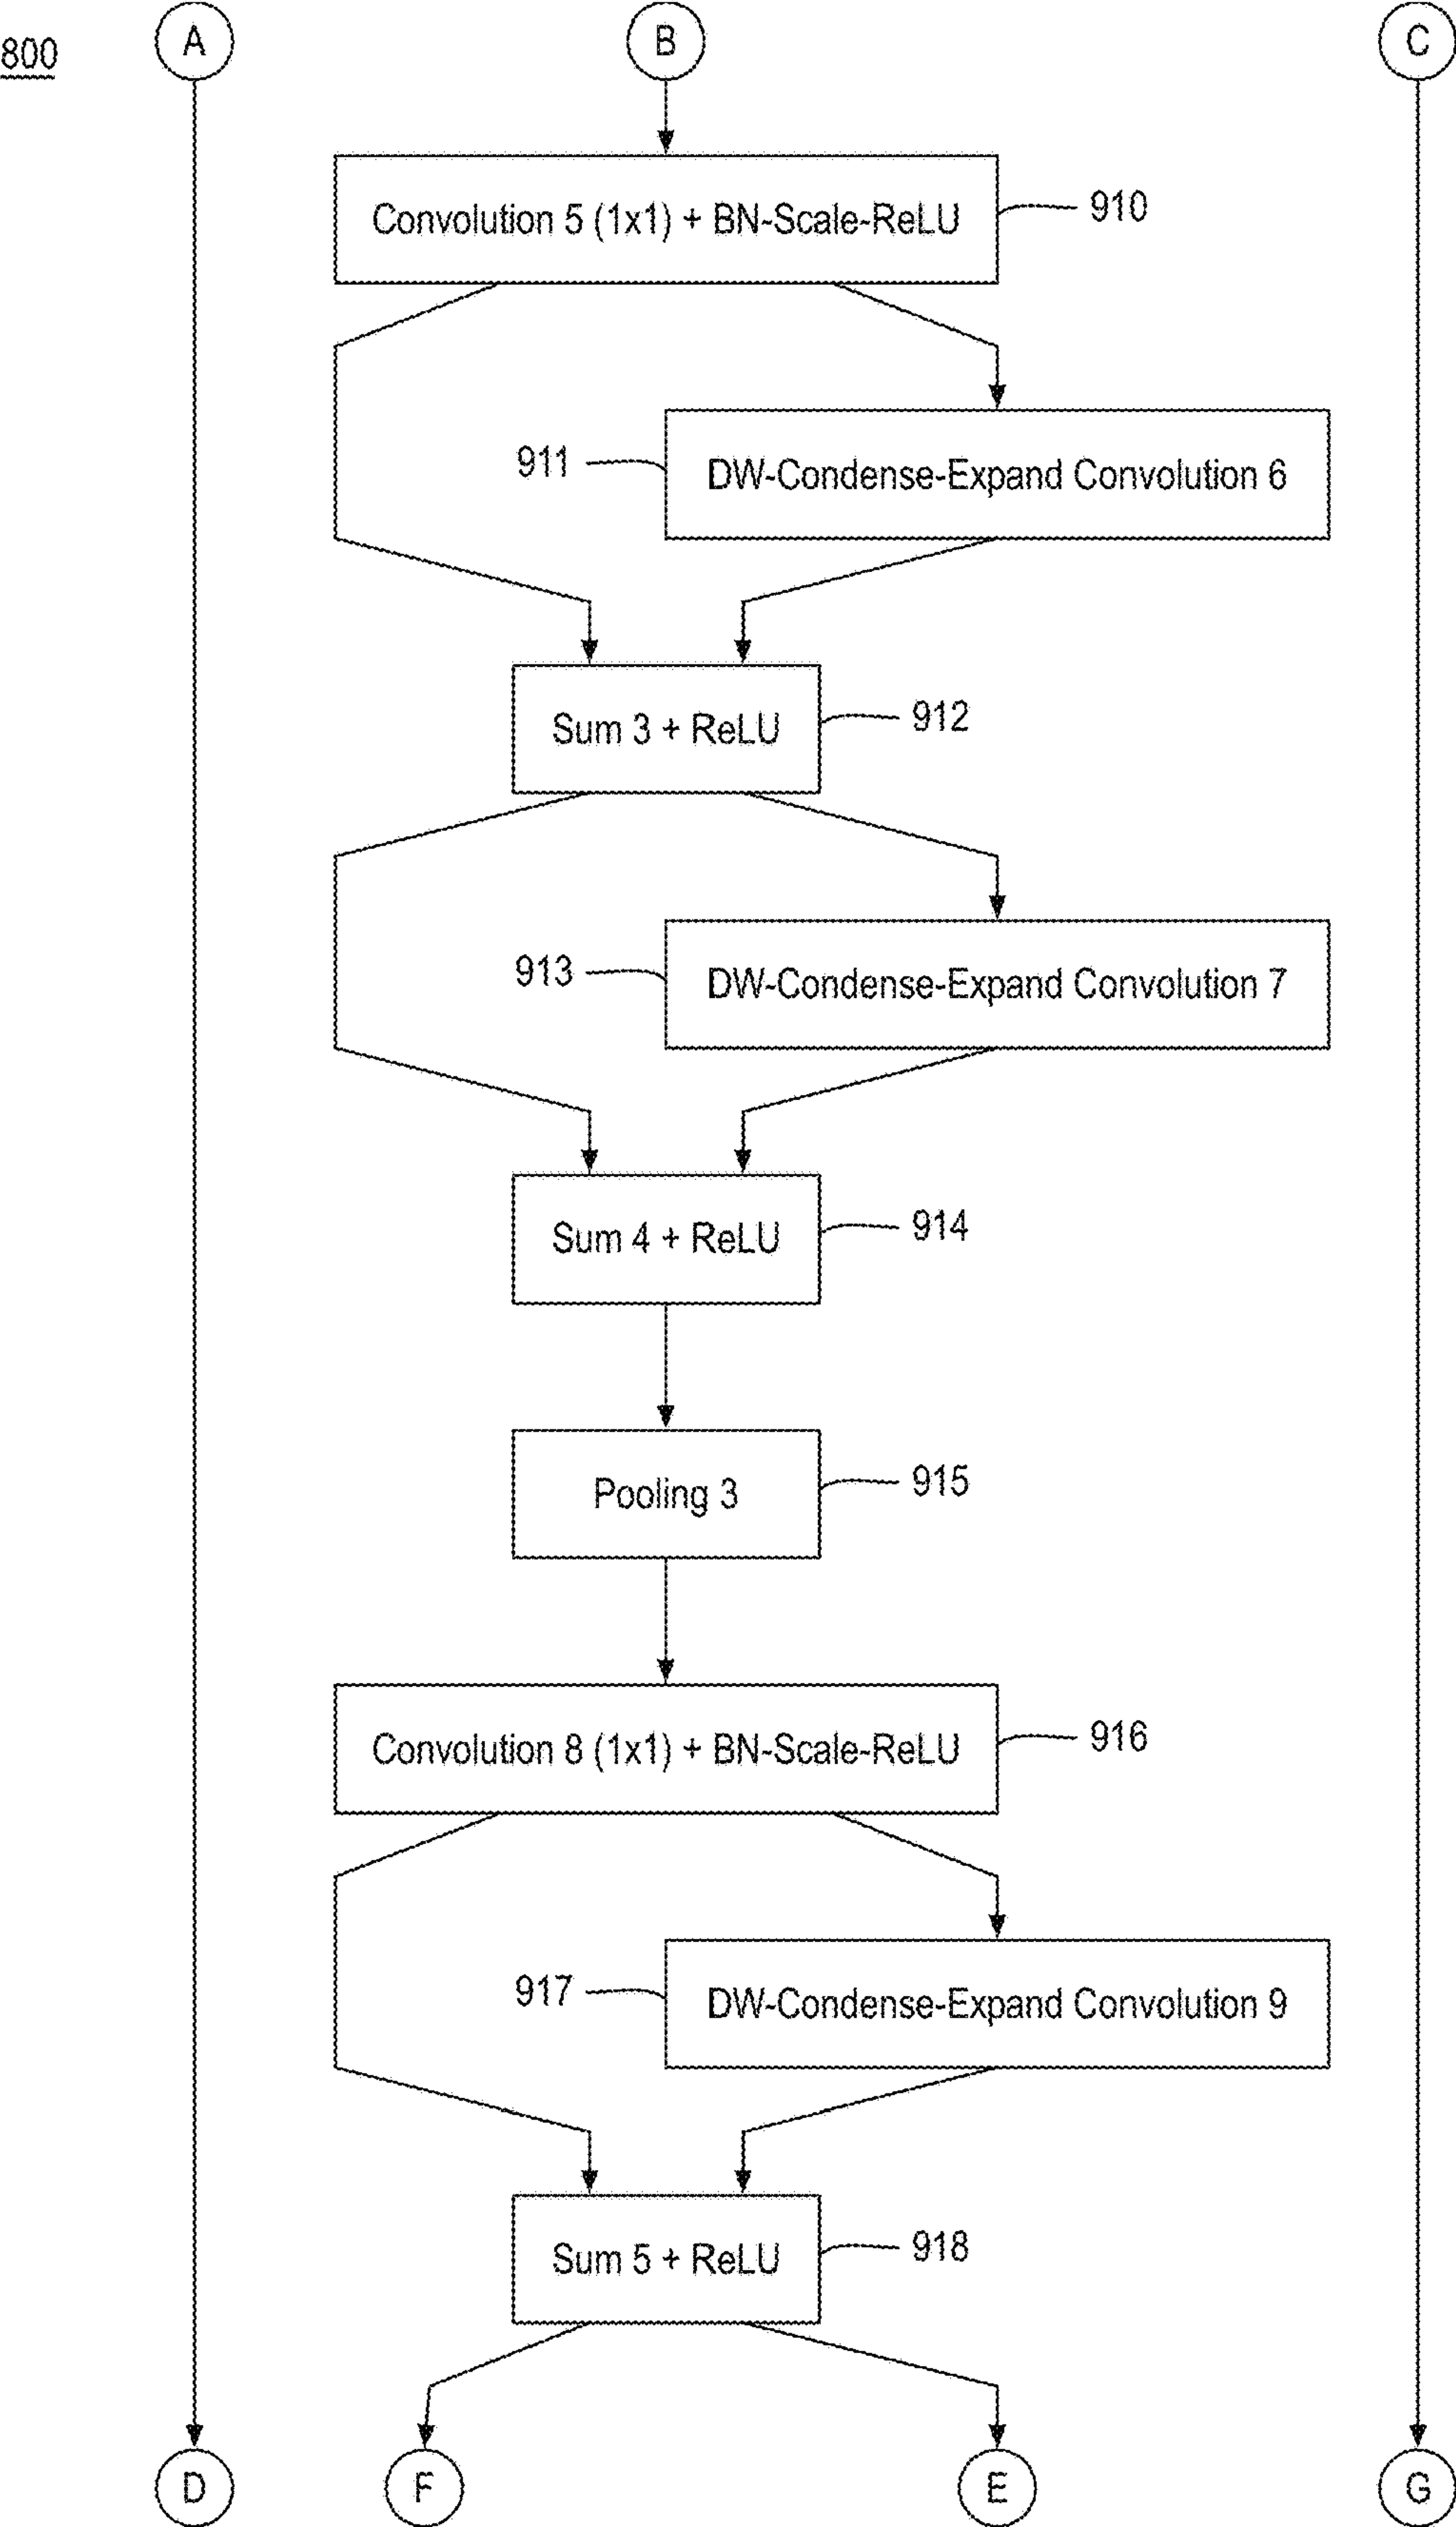 800
A
B
C
Convolution 5 (1x1) + BN-Scale-ReLU
910
911
DW-Condense-Expand Convolution 6
Sum 3 + ReLU
912
913
DW-Condense-Expand Convolution 7
Sum 4 + ReLU
914
Pooling 3
915
Convolution 8 (1x1) + BN-Scale-ReLU
916
917
DW-Condense-Expand Convolution 9
Sum 5 + ReLU
918
D
F
E
G